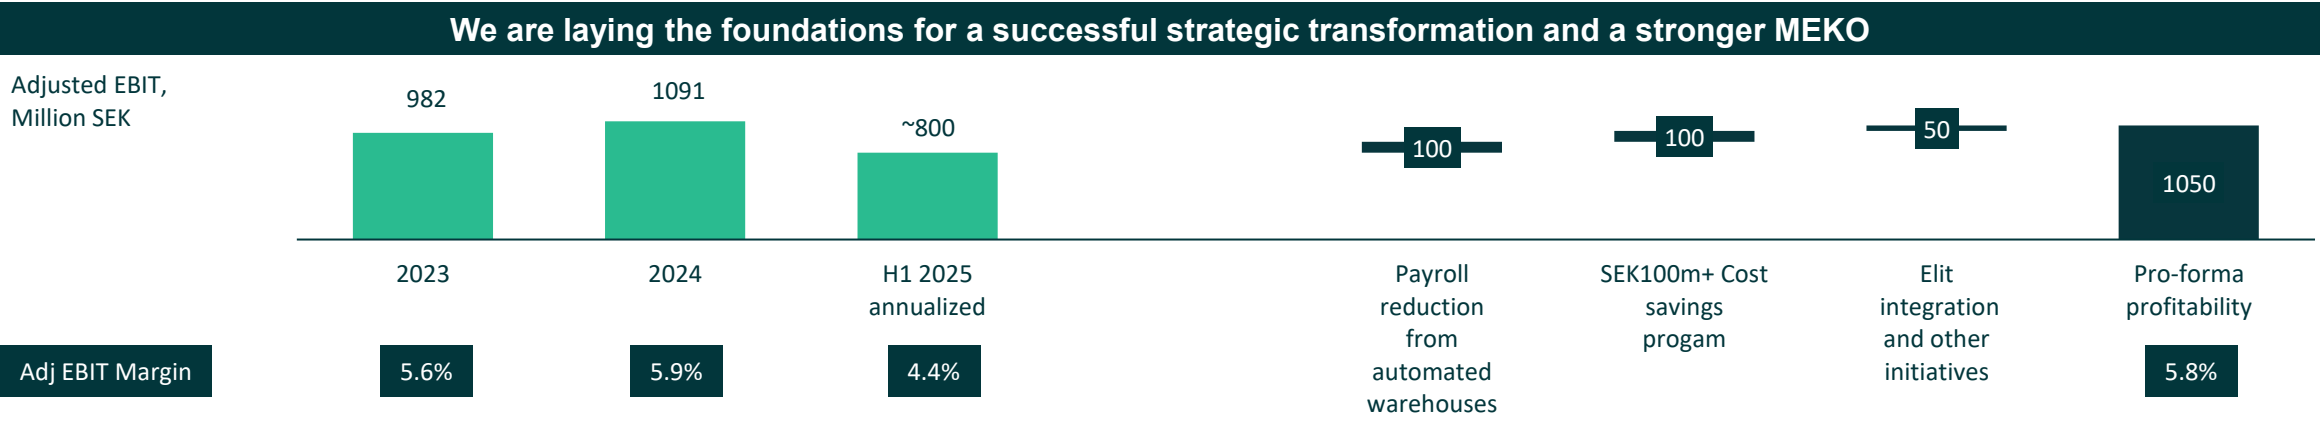 We are laying the foundations for a successful strategic transformation and a stronger MEKO
Adjusted EBIT,
Million SEK
982
1091
~800
100
100
50
1050
2023
2024
H1 2025
annualized
Payroll
reduction
from
automated
warehouses
SEK100m+ Cost
savings
progam
Elit
integration
and other
initiatives
Pro-forma
profitability
Adj EBIT Margin
5.6%
5.9%
4.4%
5.8%